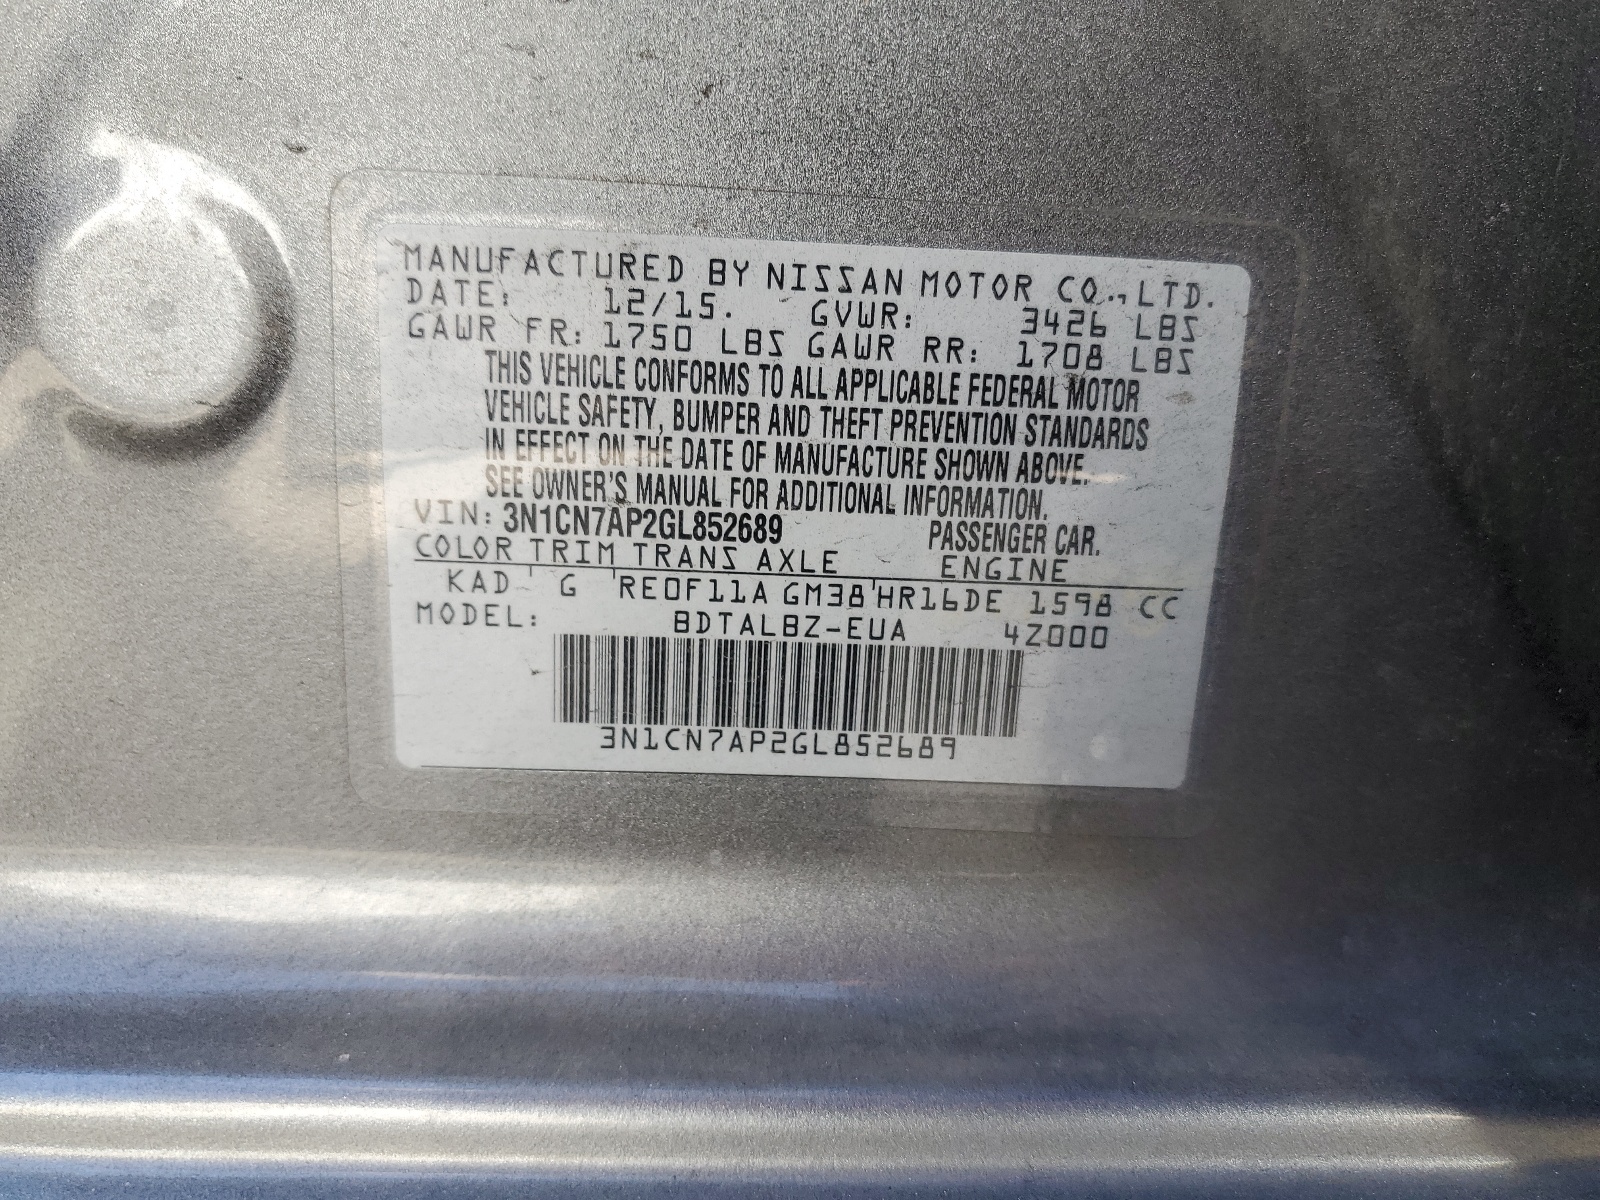 MANUFACTURED BY NISSAN MOTOR CO., LTD.
DATE: 12/15. GVWR: 3426 LBS
GAWR FR: 1750 LBS GAWR RR: 1708 LBS
THIS VEHICLE CONFORMS TO ALL APPLICABLE FEDERAL MOTOR
VEHICLE SAFETY, BUMPER AND THEFT PREVENTION STANDARDS
IN EFFECT ON THE DATE OF MANUFACTURE SHOWN ABOVE.
SEE OWNER'S MANUAL FOR ADDITIONAL INFORMATION.
VIN: 3N1CN7AP2GL852689 PASSENGER CAR.
COLOR TRIM TRANS AXLE ENGINE
KAD G RE0F11A GM38 HR16DE 1598 CC
MODEL: BDTALBZ-EUA 4Z000
3N1CN7AP2GL852689